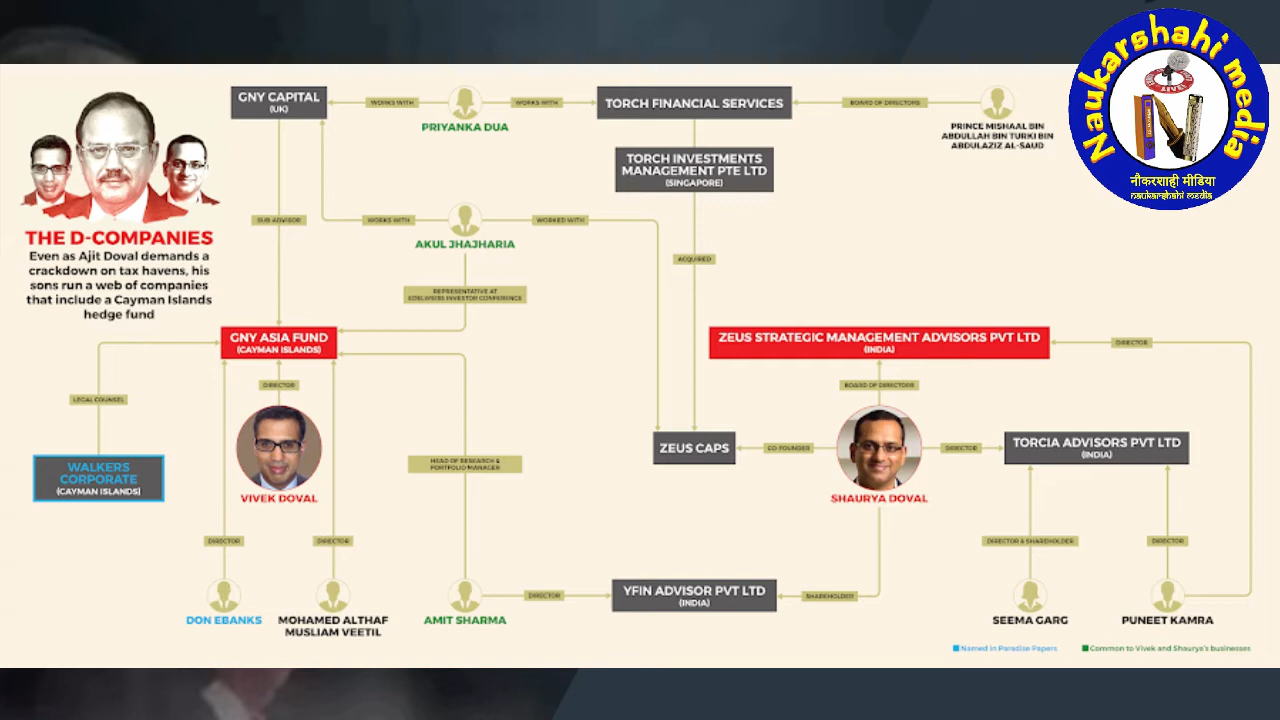 GNY CAPITAL
(UK)
WORKS WITH
PRIYANKA DUA
WORKS WITH
TORCH FINANCIAL SERVICES
BOARD OF DIRECTORS
PRINCE MISHAAL BIN
ABDULLAH BIN TURKI BIN
ABDULAZIZ AL-SAUD
Naukarshahi media
LIVE
नौकरशाही मीडिया
naukarshahi media
TORCH INVESTMENTS
MANAGEMENT PTE LTD
(SINGAPORE)
THE D-COMPANIES
Even as Ajit Doval demands a
crackdown on tax havens, his
sons run a web of companies
that include a Cayman Islands
hedge fund
SUB ADVISOR
WORKS WITH
AKUL JHAJHARIA
WORKED WITH
ACQUIRED
REPRESENTATIVE AT
EDELWEISS INVESTOR CONFERENCE
GNY ASIA FUND
(CAYMAN ISLANDS)
ZEUS STRATEGIC MANAGEMENT ADVISORS PVT LTD
(INDIA)
DIRECTOR
LEGAL COUNSEL
DIRECTOR
BOARD OF DIRECTORS
WALKERS
CORPORATE
(CAYMAN ISLANDS)
VIVEK DOVAL
HEAD OF RESEARCH &
PORTFOLIO MANAGER
ZEUS CAPS
CO FOUNDER
SHAURYA DOVAL
DIRECTOR
TORCIA ADVISORS PVT LTD
(INDIA)
DIRECTOR
DIRECTOR
DIRECTOR & SHAREHOLDER
DIRECTOR
DON EBANKS
MOHAMED ALTHAF
MUSLIAM VEETIL
AMIT SHARMA
DIRECTOR
YFIN ADVISOR PVT LTD
(INDIA)
SHAREHOLDER
SEEMA GARG
PUNEET KAMRA
Named in Paradise Papers
Common to Vivek and Shaurya's businesses